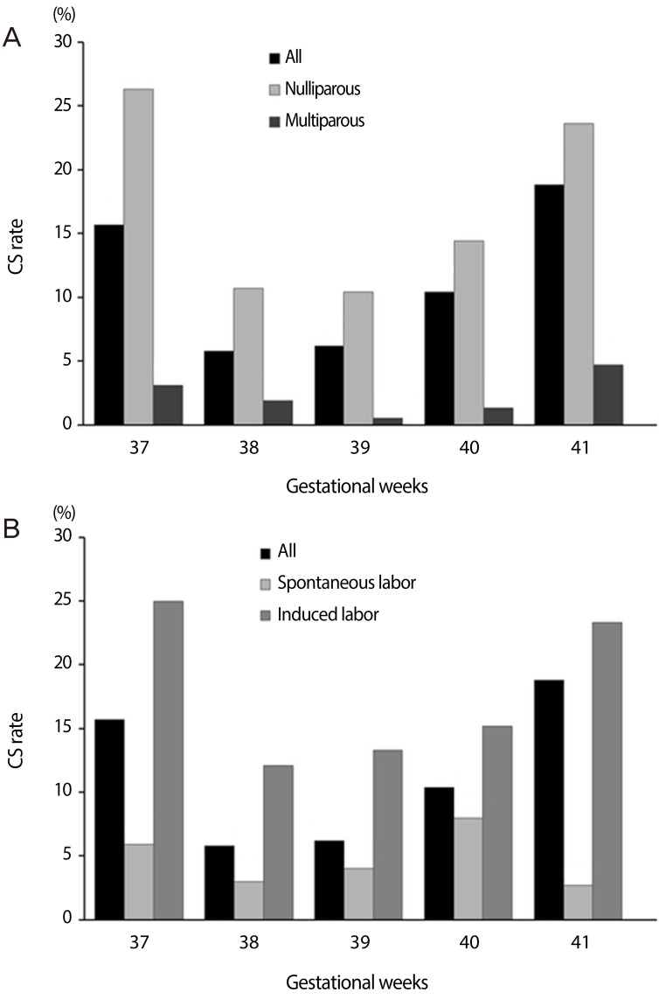 (%)
A
30
All
Nulliparous
25
Multiparous
20
CS rate
15
10
5
0
37 38 39 40 41
Gestational weeks
(%)
B
30
All
Spontaneous labor
25
Induced labor
20
CS rate
15
10
5
0
37 38 39 40 41
Gestational weeks